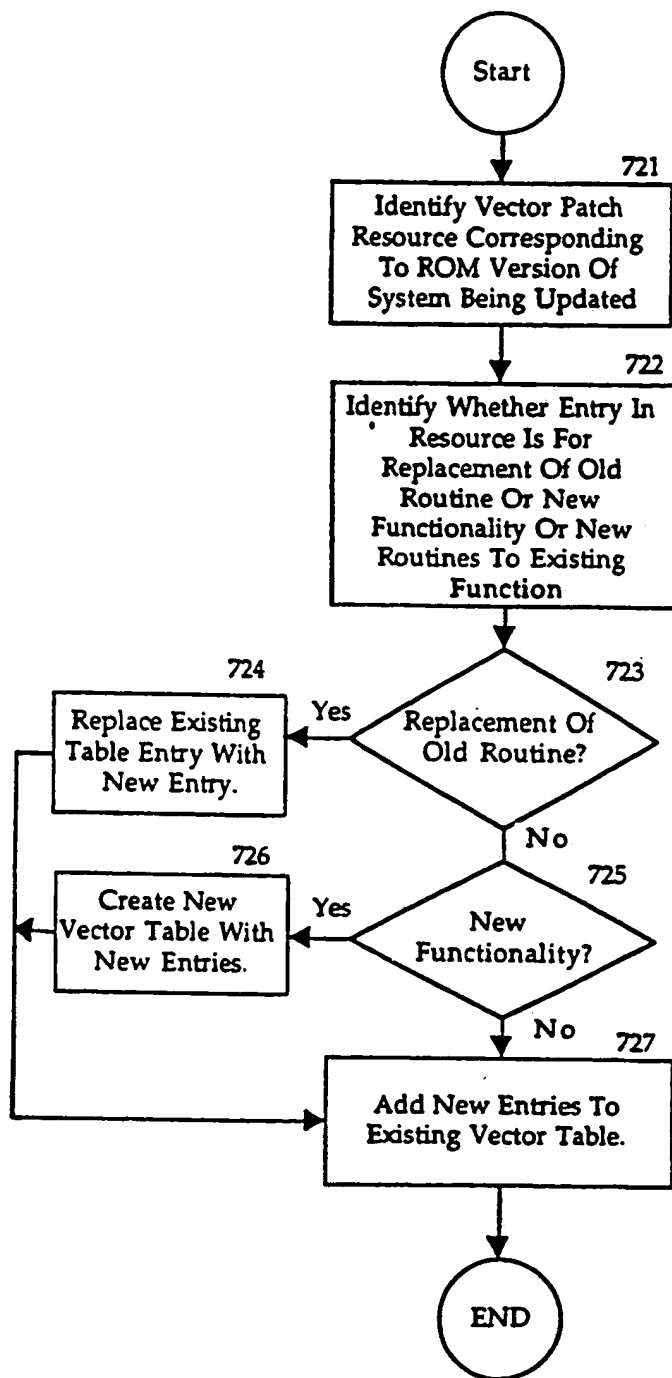 Start
721
Identify Vector Patch
Resource Corresponding
To ROM Version Of
System Being Updated
722
Identify Whether Entry In
Resource Is For
Replacement Of Old
Routine Or New
Functionality Or New
Routines To Existing
Function
723
Replacement Of
Old Routine?
Yes
724
Replace Existing
Table Entry With
New Entry.
No
725
New
Functionality?
Yes
726
Create New
Vector Table With
New Entries.
No
727
Add New Entries To
Existing Vector Table.
END